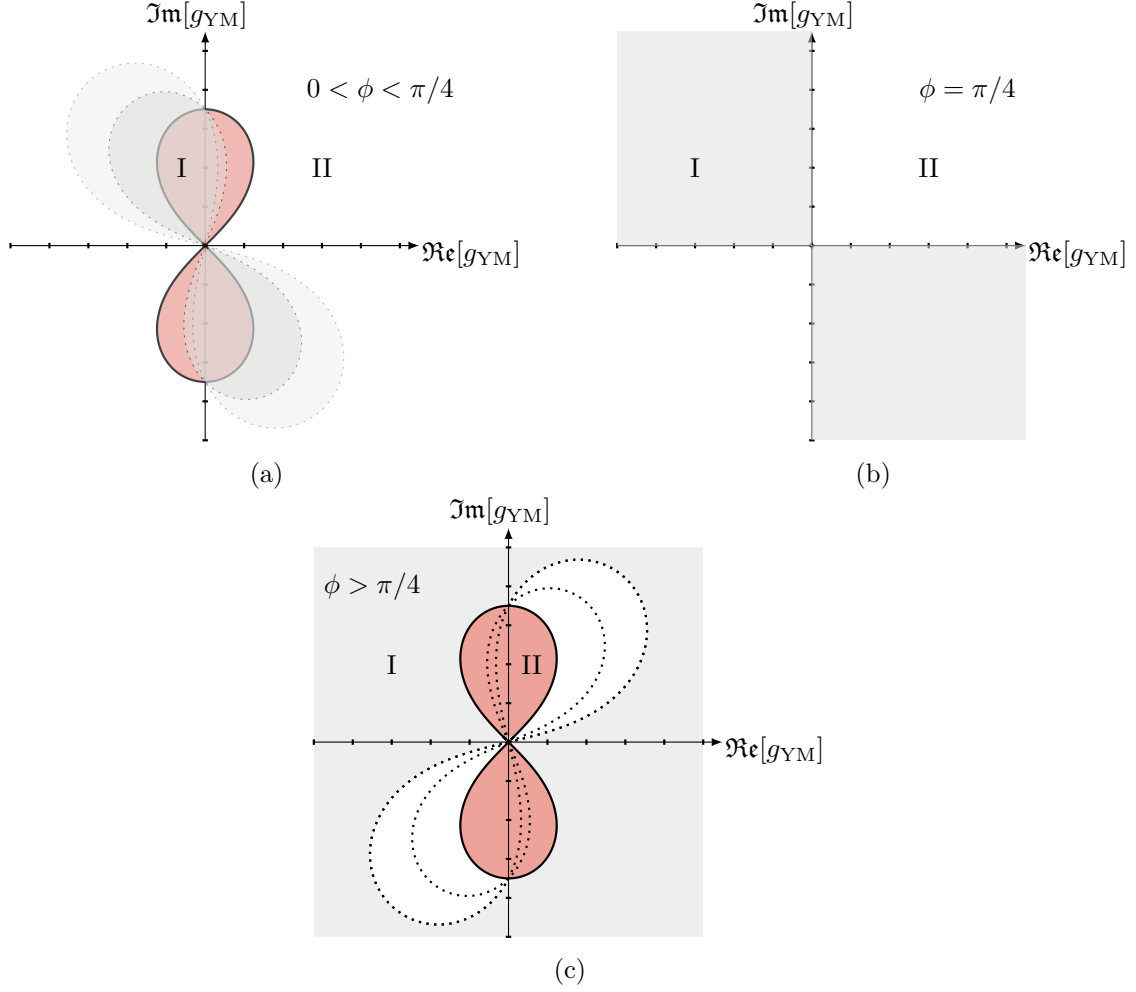 ℑ𝔪[g_YM]
0 < ϕ < π/4
I
II
ℜ𝔢[g_YM]
(a)
ℑ𝔪[g_YM]
ϕ = π/4
I
II
ℜ𝔢[g_YM]
(b)
ℑ𝔪[g_YM]
ϕ > π/4
I
II
ℜ𝔢[g_YM]
(c)